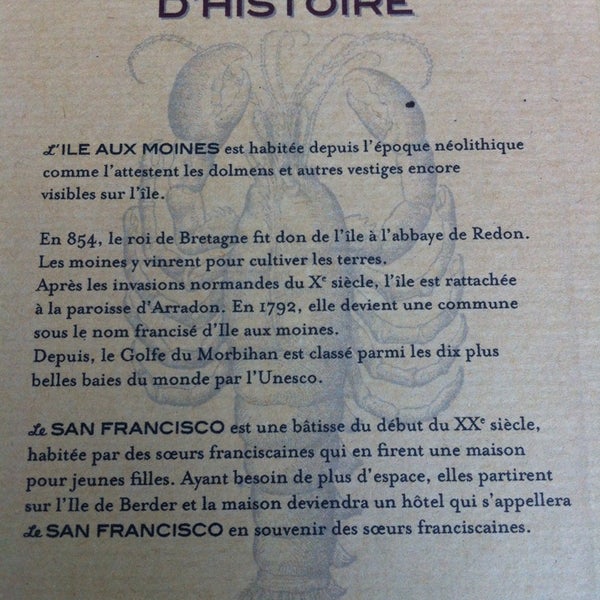 D'HISTOIRE
L'ILE AUX MOINES est habitée depuis l'époque néolithique
comme l'attestent les dolmens et autres vestiges encore
visibles sur l'île.
En 854, le roi de Bretagne fit don de l'île à l'abbaye de Redon.
Les moines y vinrent pour cultiver les terres.
Après les invasions normandes du Xe siècle, l'île est rattachée
à la paroisse d'Arradon. En 1792, elle devient une commune
sous le nom francisé d'Ile aux moines.
Depuis, le Golfe du Morbihan est classé parmi les dix plus
belles baies du monde par l'Unesco.
Le SAN FRANCISCO est une bâtisse du début du XXe siècle,
habitée par des sœurs franciscaines qui en firent une maison
pour jeunes filles. Ayant besoin de plus d'espace, elles partirent
sur l'Ile de Berder et la maison deviendra un hôtel qui s'appellera
Le SAN FRANCISCO en souvenir des sœurs franciscaines.